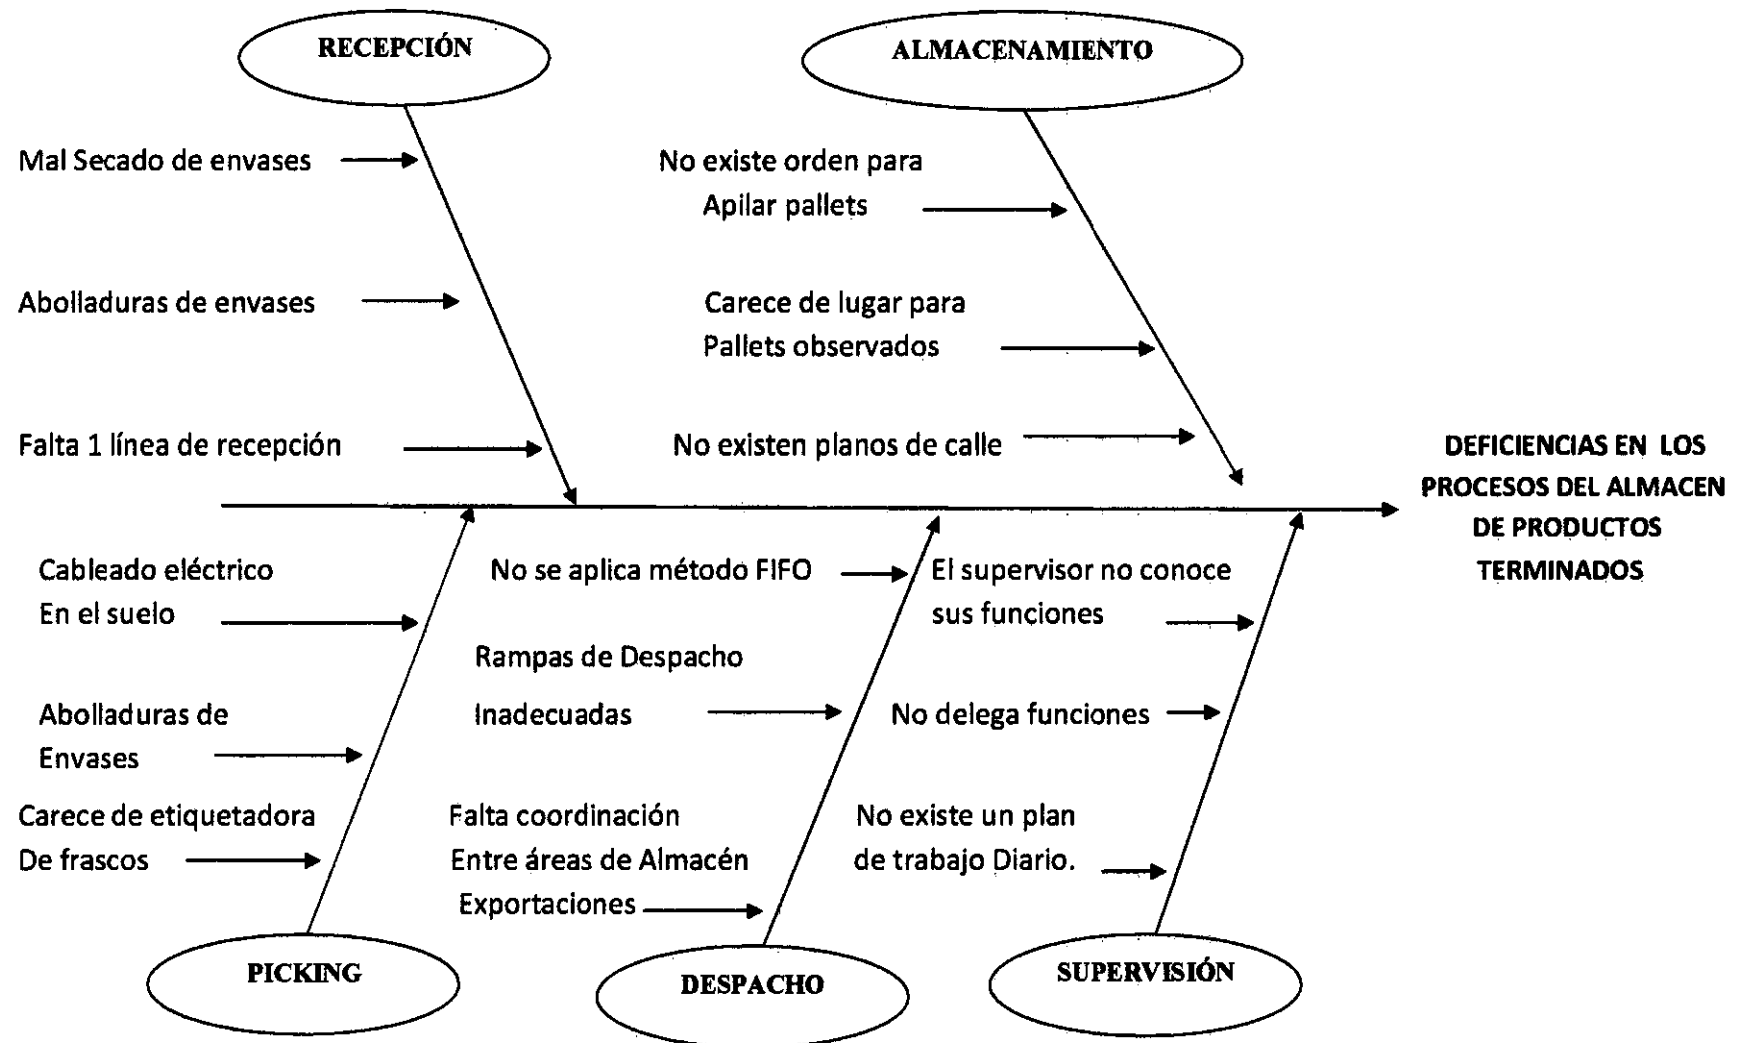 RECEPCIÓN
Mal Secado de envases
Abolladuras de envases
Falta 1 línea de recepción
ALMACENAMIENTO
No existe orden para
Apilar pallets
Carece de lugar para
Pallets observados
No existen planos de calle
DEFICIENCIAS EN LOS
PROCESOS DEL ALMACEN
DE PRODUCTOS
TERMINADOS
Cableado eléctrico
En el suelo
Abolladuras de
Envases
Carece de etiquetadora
De frascos
PICKING
No se aplica método FIFO
Rampas de Despacho
Inadecuadas
Falta coordinación
Entre áreas de Almacén
Exportaciones
DESPACHO
El supervisor no conoce
sus funciones
No delega funciones
No existe un plan
de trabajo Diario.
SUPERVISIÓN